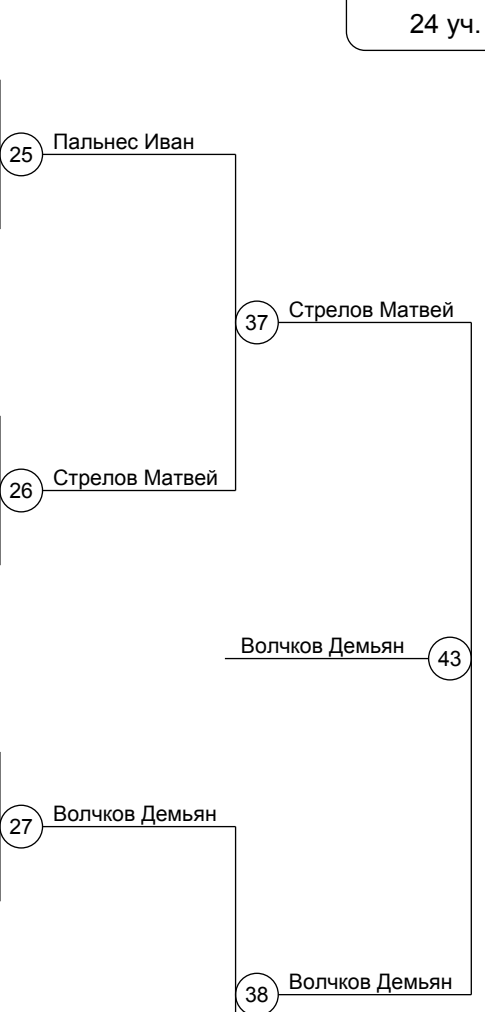 24 уч.
25 Пальнес Иван
37 Стрелов Матвей
26 Стрелов Матвей
Волчков Демьян 43
27 Волчков Демьян
38 Волчков Демьян